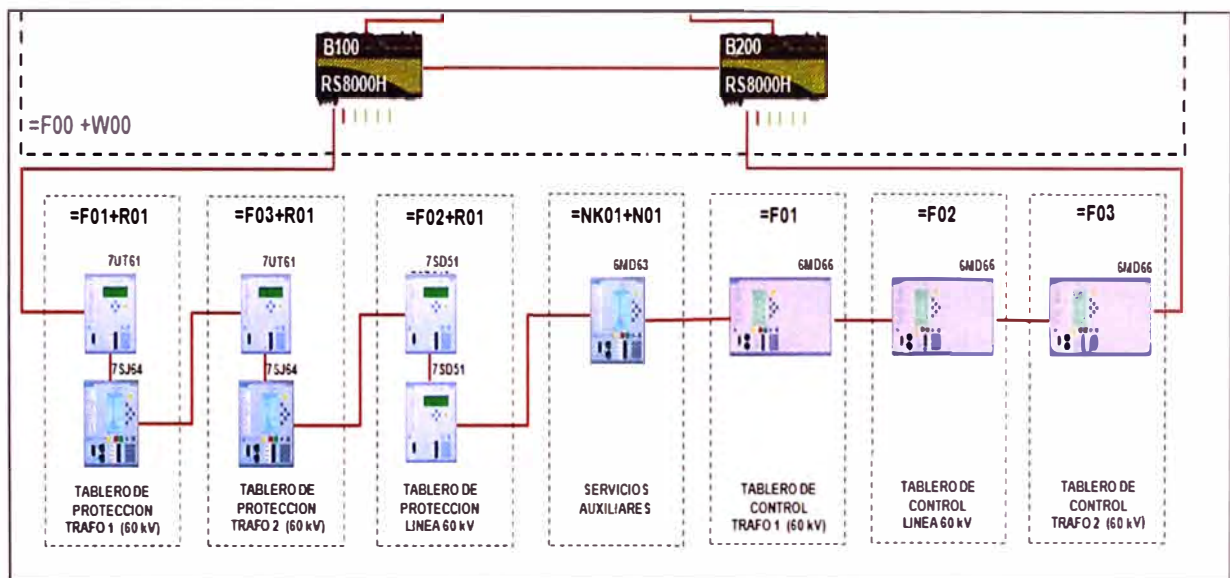 B100
RS8000H
B200
RS8000H
=F00 +W00
=F01+R01
=F03+R01
=F02+R01
=NK01+N01
=F01
=F02
=F03
7UT61
7UT61
7SD51
6MD63
6MD66
6MD66
6MD66
7SJ64
7SJ64
7SD51
TABLERO DE
PROTECCION
TRAFO 1 (60 kV)
TABLERO DE
PROTECCION
TRAFO 2 (60 kV)
TABLERO DE
PROTECCION
LINEA 60 kV
SERVICIOS
AUXILIARES
TABLERO DE
CONTROL
TRAFO 1 (60 kV)
TABLERO DE
CONTROL
LINEA 60 kV
TABLERO DE
CONTROL
TRAFO 2 (60 kV)